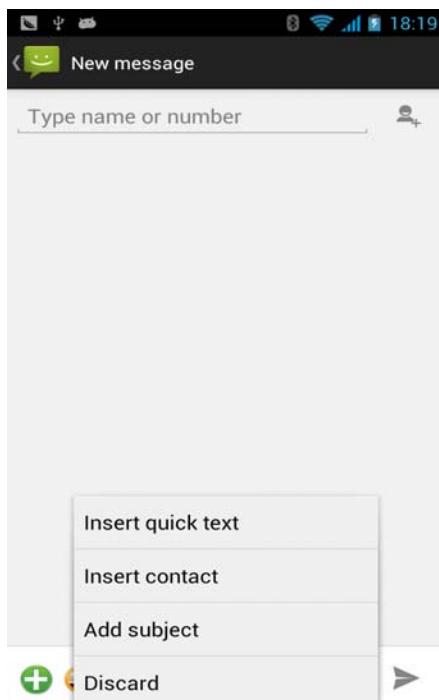 18:19
New message
Type name or number
Insert quick text
Insert contact
Add subject
Discard